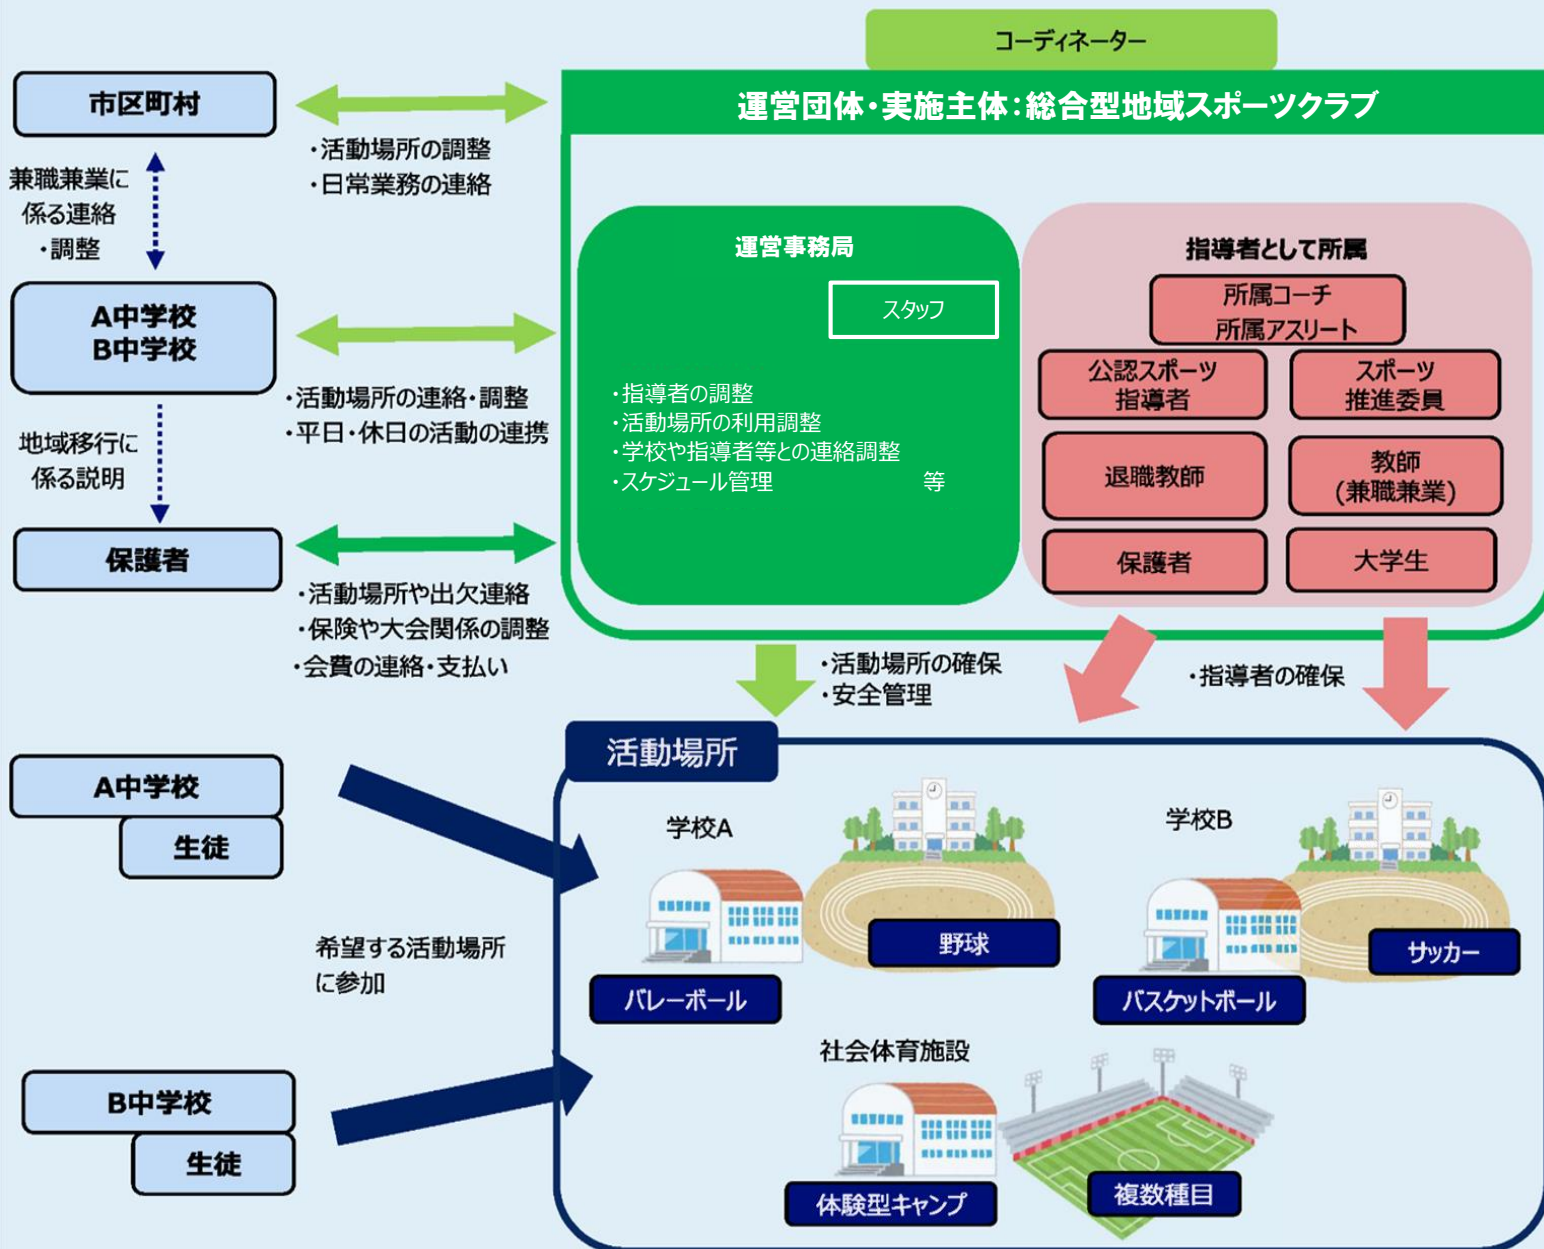 コーディネーター
市区町村
運営団体・実施主体:総合型地域スポーツクラブ
・活動場所の調整
・日常業務の連絡
兼職兼業に
係る連絡
・調整
運営事務局
スタッフ
・指導者の調整
・活動場所の利用調整
・学校や指導者等との連絡調整
・スケジュール管理 等
指導者として所属
所属コーチ
所属アスリート
公認スポーツ
指導者
スポーツ
推進委員
退職教師
教師
(兼職兼業)
保護者
大学生
A中学校
B中学校
・活動場所の連絡・調整
・平日・休日の活動の連携
地域移行に
係る説明
保護者
・活動場所や出欠連絡
・保険や大会関係の調整
・会費の連絡・支払い
・活動場所の確保
・安全管理
・指導者の確保
活動場所
A中学校
生徒
学校A
学校B
野球
サッカー
バレーボール
バスケットボール
希望する活動場所
に参加
社会体育施設
B中学校
生徒
体験型キャンプ
複数種目